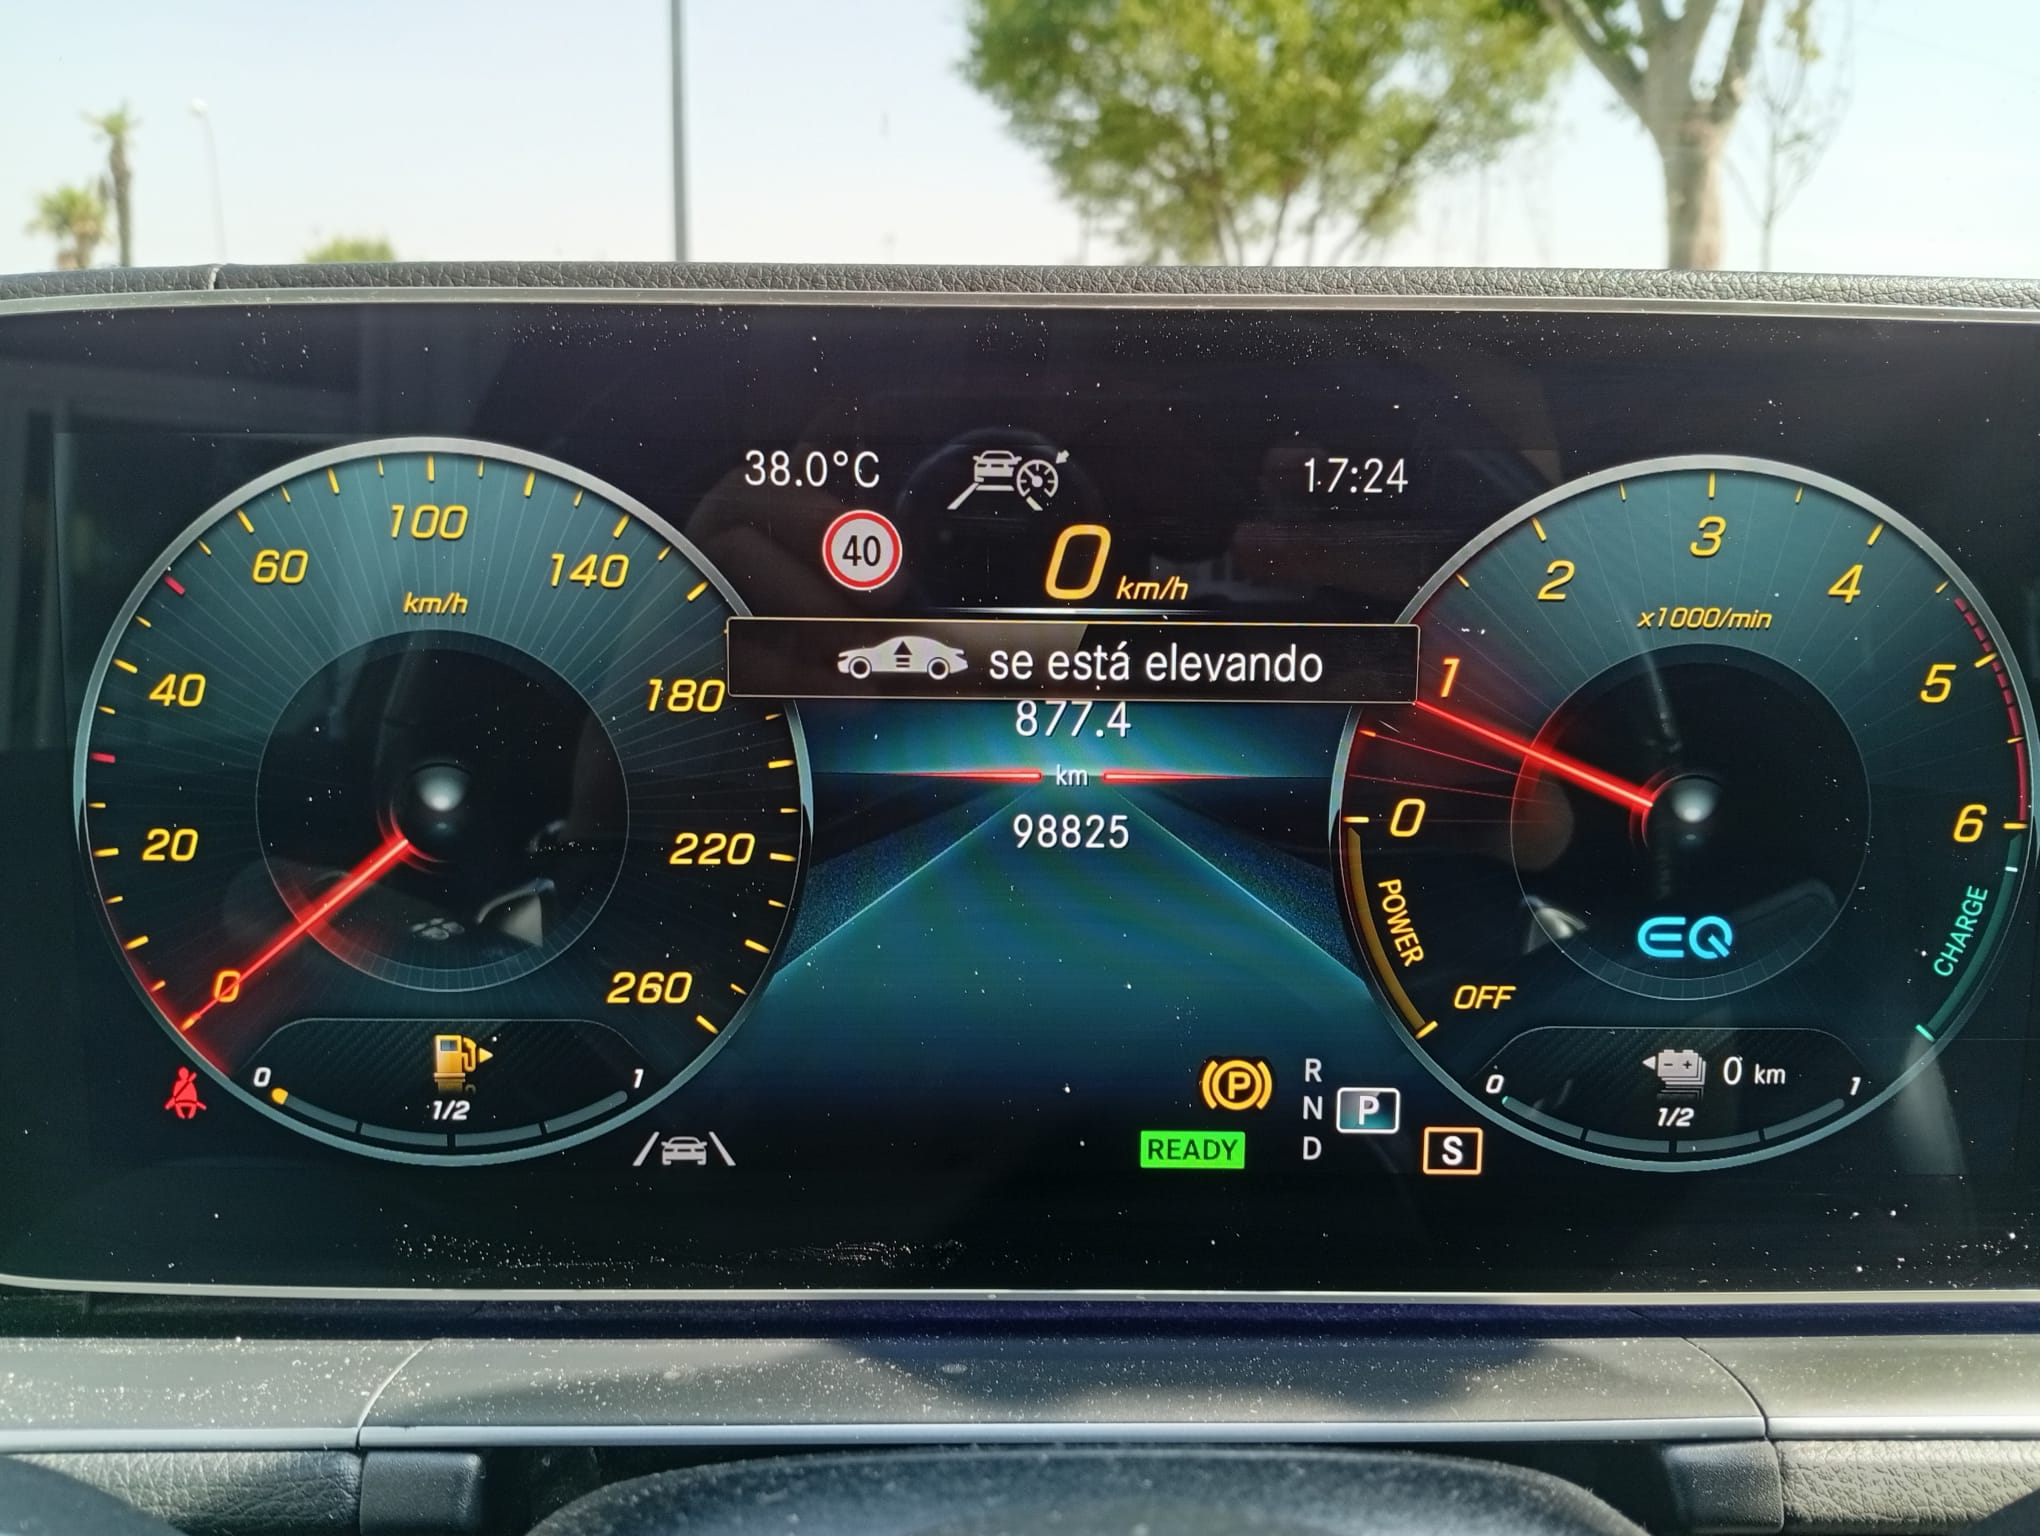 38.0°C
17:24
40
0 km/h
se está elevando
877.4
km
98825
0
20
40
60
100
140
180
220
260
km/h
0
1/2
1
0
1
2
3
4
5
6
x1000/min
POWER
OFF
CHARGE
EQ
0
1/2
1
0 km
P
R
N
D
P
READY
S